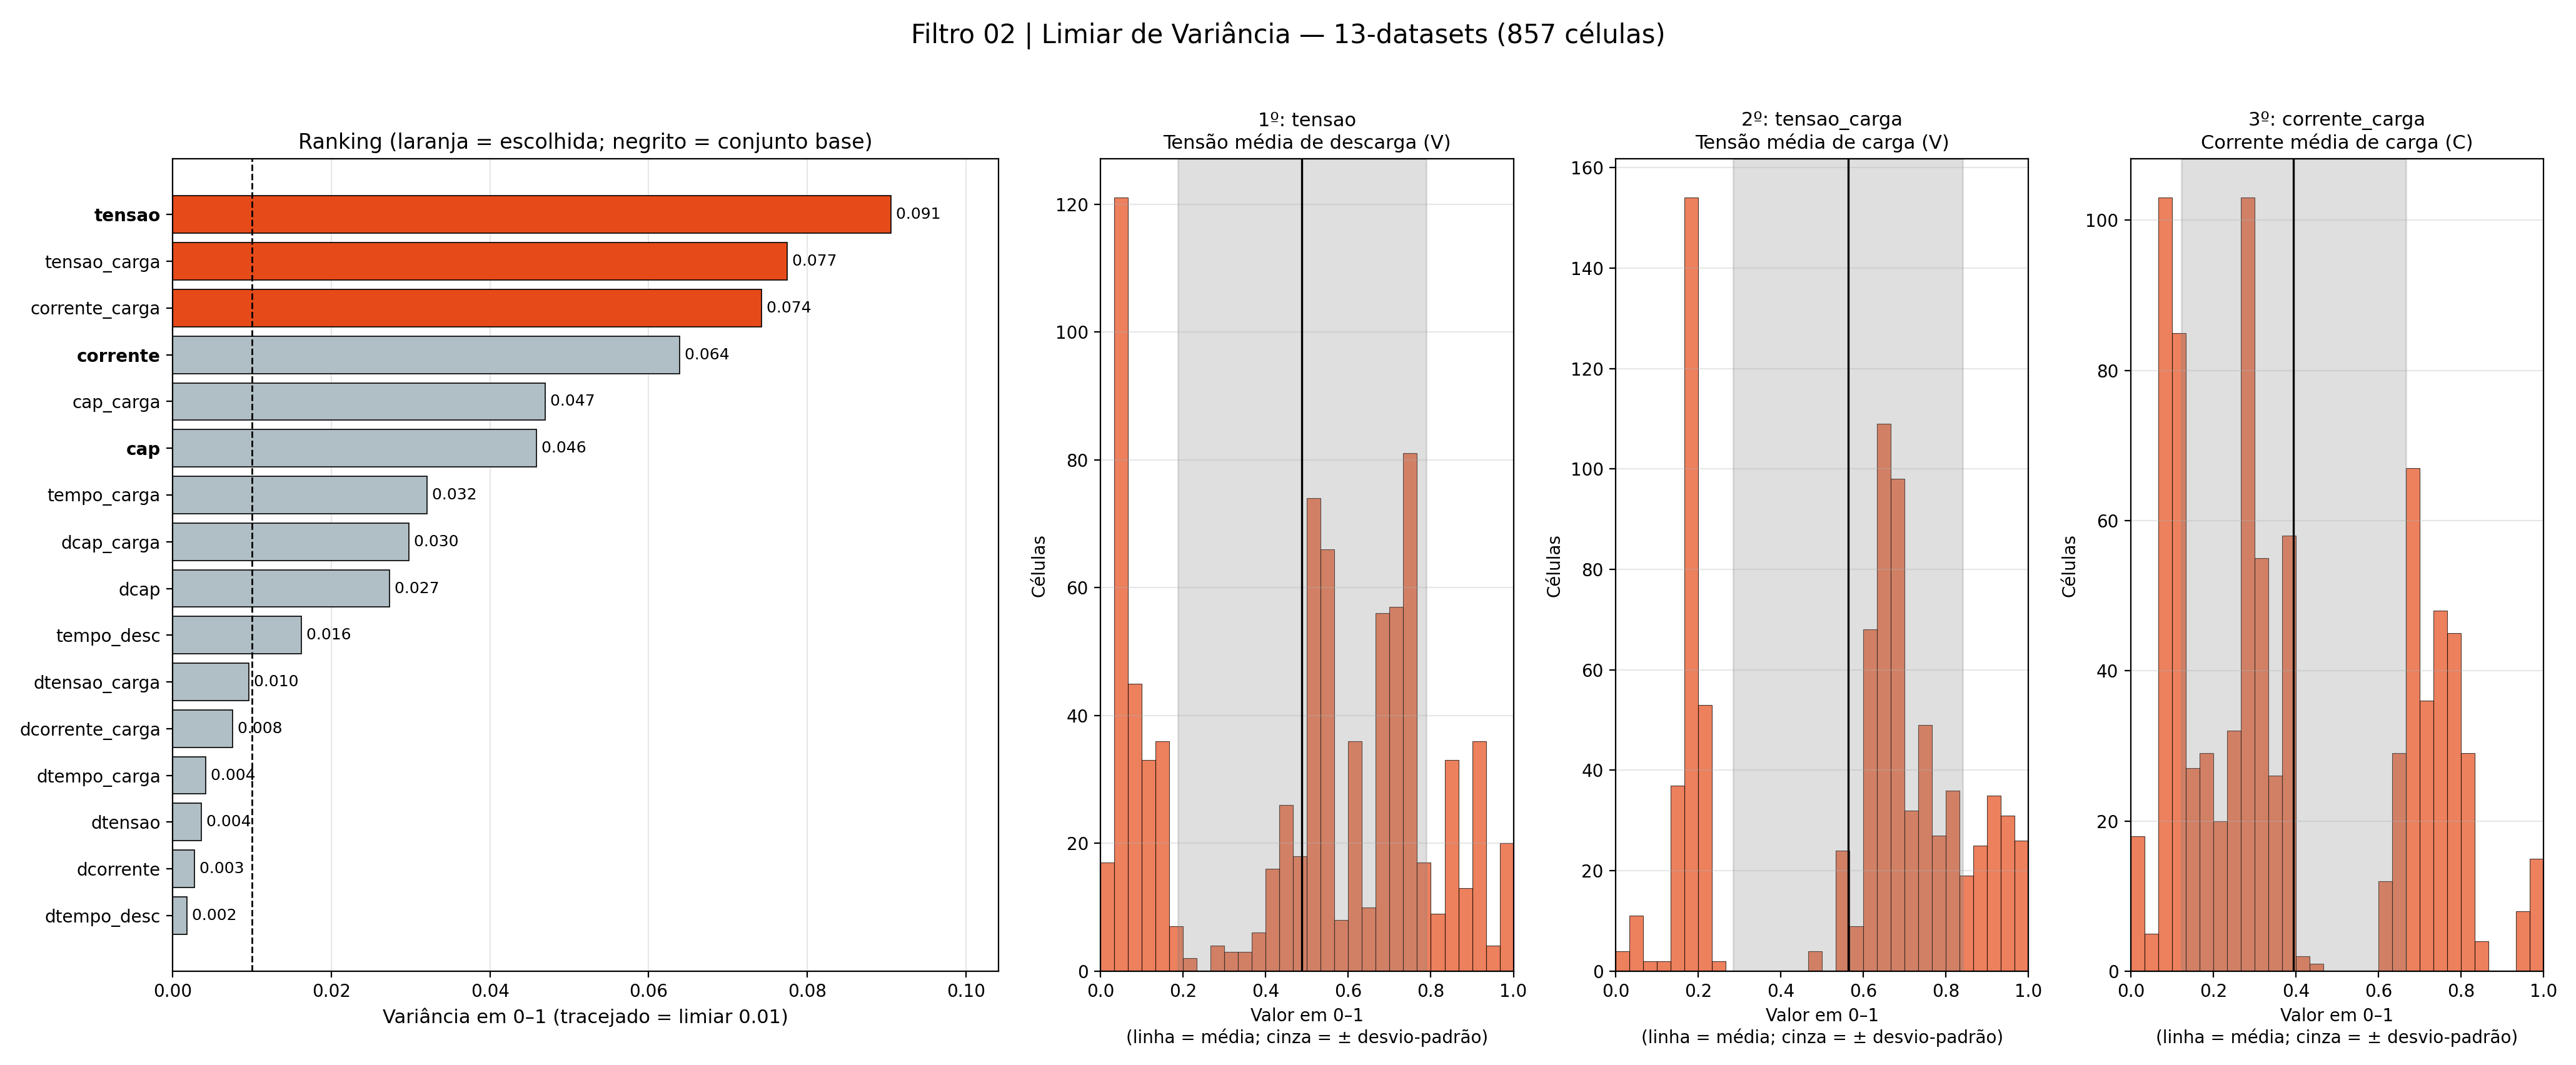 Filtro 02 | Limiar de Variância — 13-datasets (857 células)
Ranking (laranja = escolhida; negrito = conjunto base)
tensao
0.091
tensao_carga
0.077
corrente_carga
0.074
corrente
0.064
cap_carga
0.047
cap
0.046
tempo_carga
0.032
dcap_carga
0.030
dcap
0.027
tempo_desc
0.016
dtensao_carga
0.010
dcorrente_carga
0.008
dtempo_carga
0.004
dtensao
0.004
dcorrente
0.003
dtempo_desc
0.002
0.00 0.02 0.04 0.06 0.08 0.10
Variância em 0–1 (tracejado = limiar 0.01)
1º: tensao
Tensão média de descarga (V)
Células
120
100
80
60
40
20
0
0.0 0.2 0.4 0.6 0.8 1.0
Valor em 0–1
(linha = média; cinza = ± desvio-padrão)
2º: tensao_carga
Tensão média de carga (V)
Células
160
140
120
100
80
60
40
20
0
0.0 0.2 0.4 0.6 0.8 1.0
Valor em 0–1
(linha = média; cinza = ± desvio-padrão)
3º: corrente_carga
Corrente média de carga (C)
Células
100
80
60
40
20
0
0.0 0.2 0.4 0.6 0.8 1.0
Valor em 0–1
(linha = média; cinza = ± desvio-padrão)